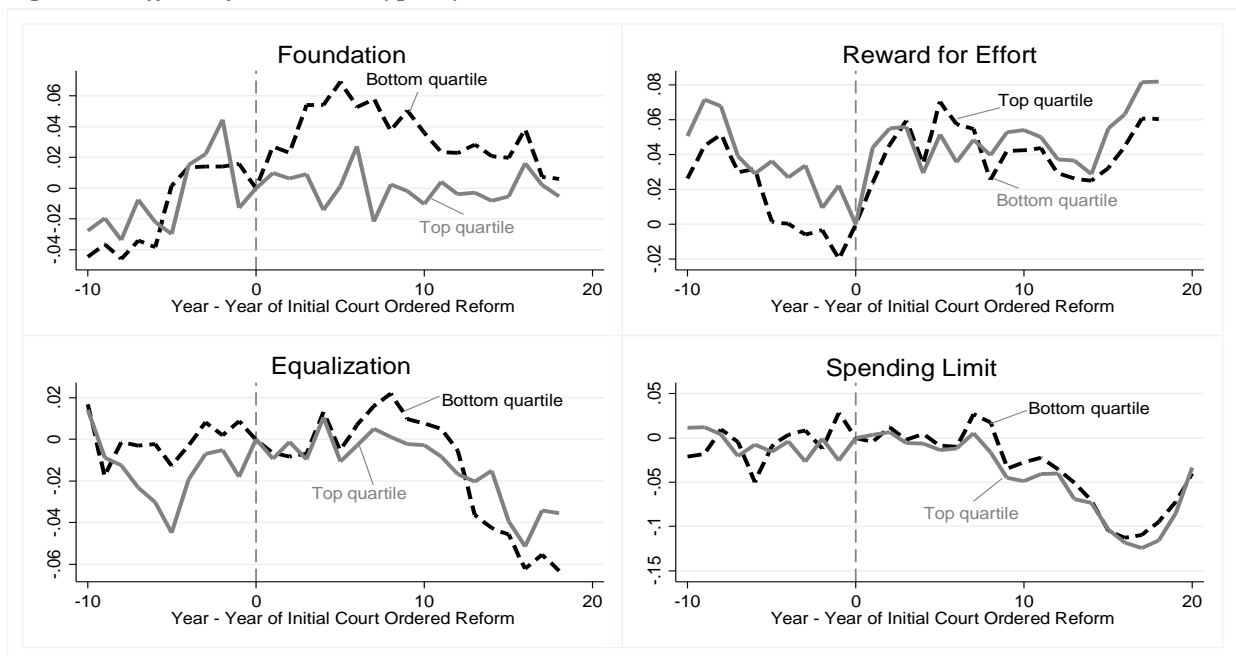 Foundation
Bottom quartile
Top quartile
.06
.04
.02
0
-.02
-.04
-10
0
10
20
Year - Year of Initial Court Ordered Reform
Reward for Effort
Top quartile
Bottom quartile
.08
.06
.04
.02
0
-.02
-10
0
10
20
Year - Year of Initial Court Ordered Reform
Equalization
Bottom quartile
Top quartile
.02
0
-.02
-.04
-.06
-10
0
10
20
Year - Year of Initial Court Ordered Reform
Spending Limit
Bottom quartile
Top quartile
.05
0
-.05
-.1
-.15
-10
0
10
20
Year - Year of Initial Court Ordered Reform